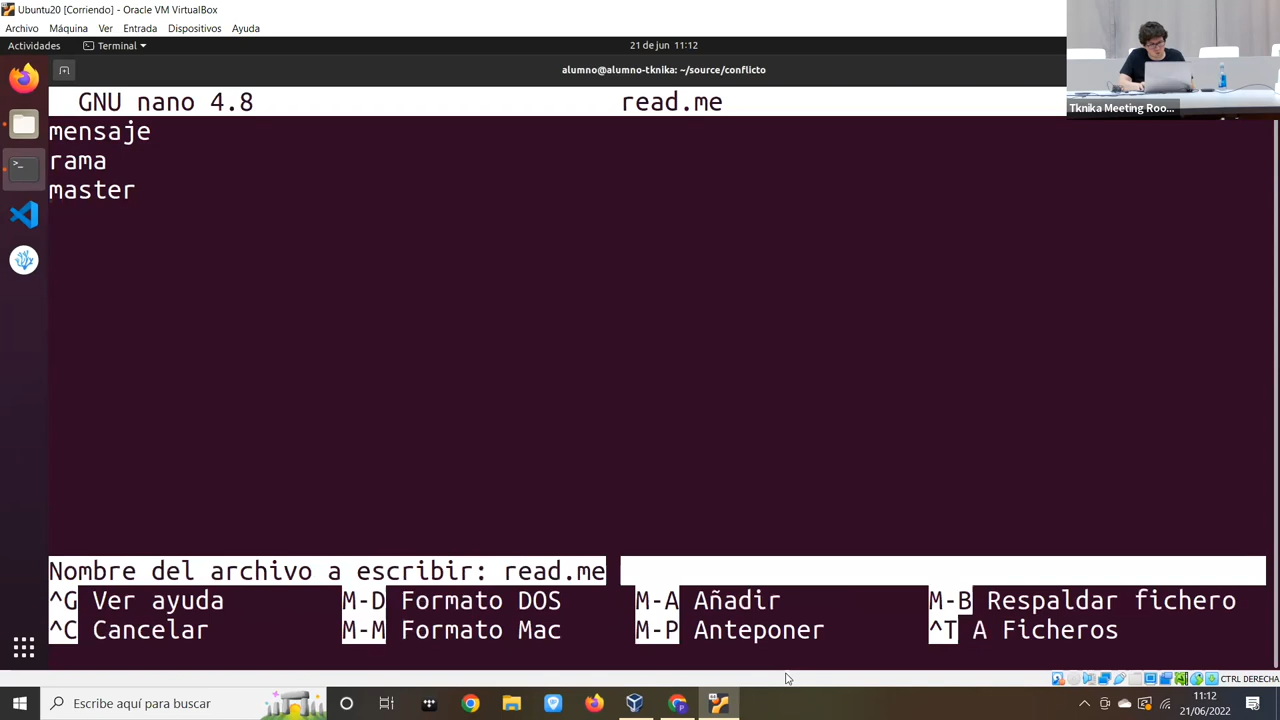 Ubuntu20 [Corriendo] - Oracle VM VirtualBox
Archivo Máquina Ver Entrada Dispositivos Ayuda
Actividades Terminal 21 de jun 11:12
alumno@alumno-tknika: ~/source/conflicto
Tknika Meeting Roo...
GNU nano 4.8 read.me
mensaje
rama
master
Nombre del archivo a escribir: read.me
^G Ver ayuda M-D Formato DOS M-A Añadir M-B Respaldar fichero
^C Cancelar M-M Formato Mac M-P Anteponer ^T A Ficheros
CTRL DERECHA
Escribe aquí para buscar
11:12
21/06/2022